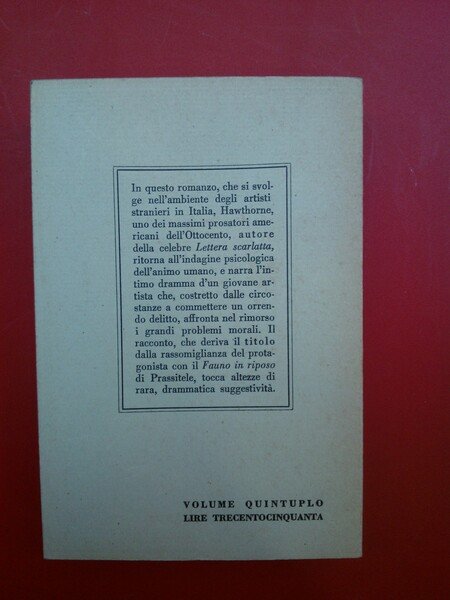 In questo romanzo, che si svol-
ge nell'ambiente degli artisti
stranieri in Italia, Hawthorne,
uno dei massimi prosatori ame-
ricani dell'Ottocento, autore
della celebre Lettera scarlatta,
ritorna all'indagine psicologica
dell'animo umano, e narra l'in-
timo dramma d'un giovane ar-
tista che, costretto dalle circo-
stanze a commettere un orren-
do delitto, affronta nel rimorso
i grandi problemi morali. Il
racconto, che deriva il titolo
dalla rassomiglianza del prota-
gonista con il Fauno in riposo
di Prassitele, tocca altezze di
rara, drammatica suggestività.
VOLUME QUINTUPLO
LIRE TRECENTOCINQUANTA